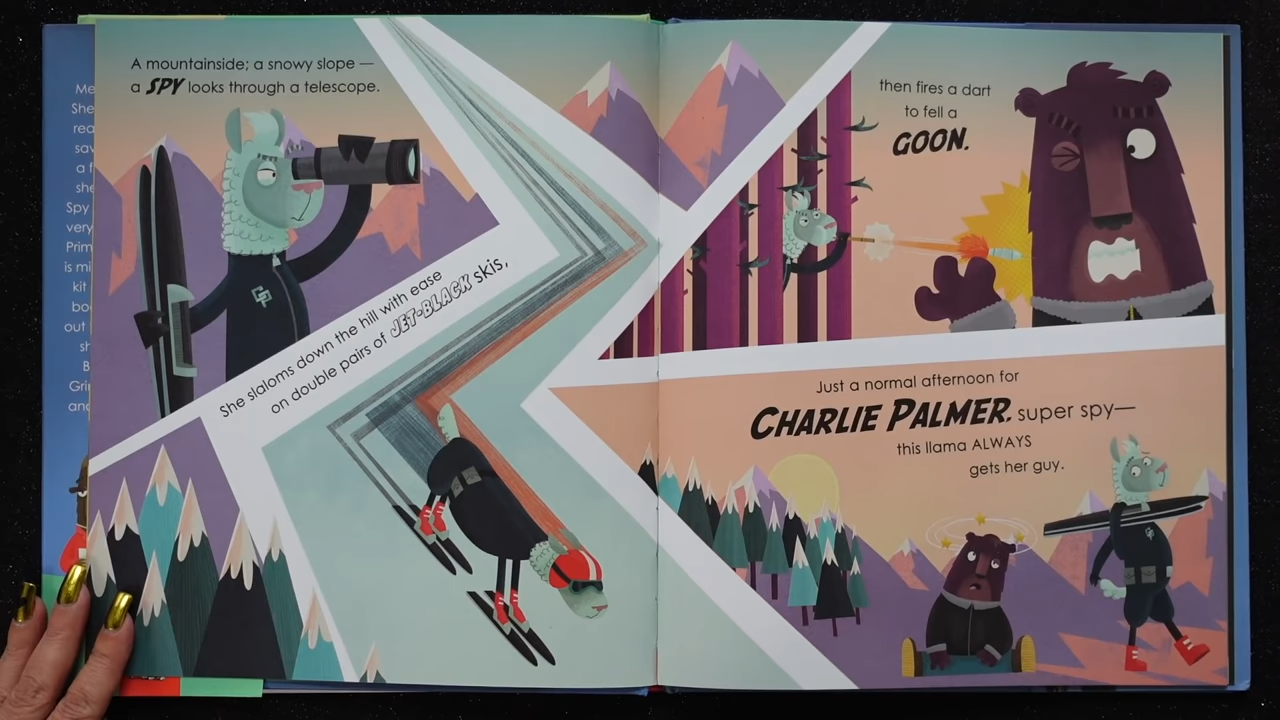 A mountainside; a snowy slope —
a SPY looks through a telescope.
She slaloms down the hill with ease
on double pairs of JET-BLACK skis,
then fires a dart
to fell a
GOON.
Just a normal afternoon for
CHARLIE PALMER, super spy—
this llama ALWAYS
gets her guy.